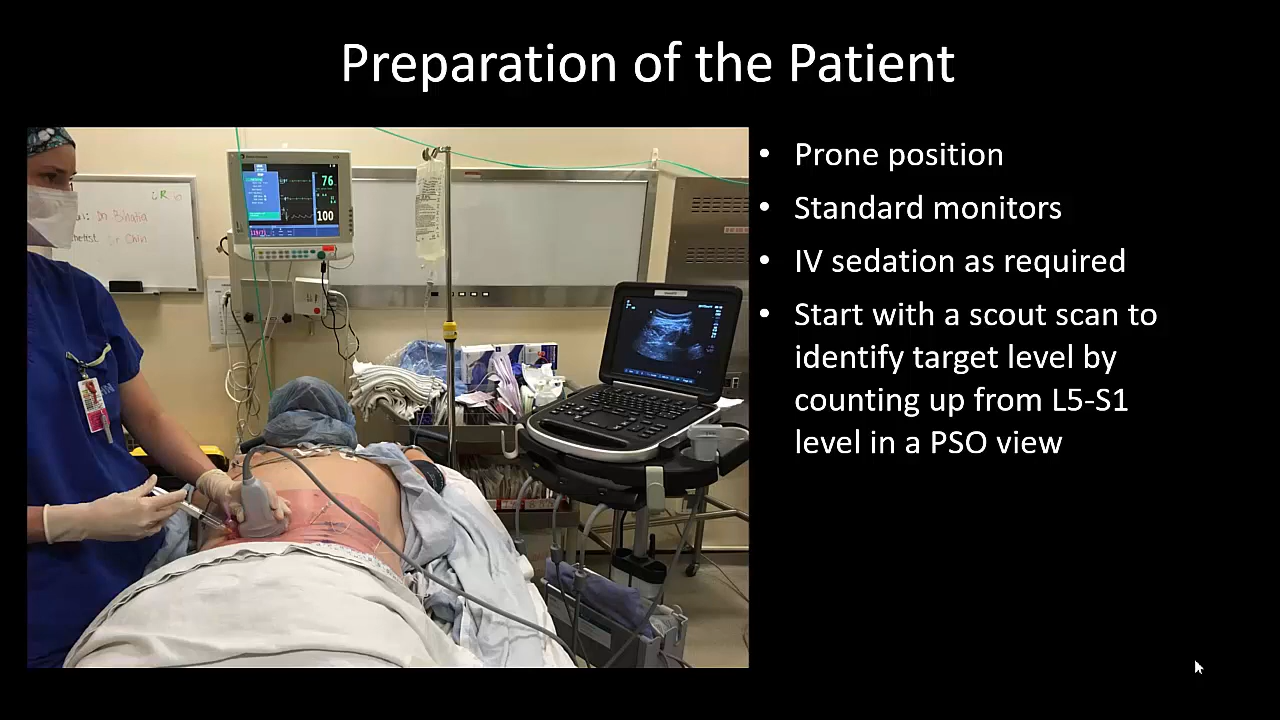 Preparation of the Patient
• Prone position
• Standard monitors
• IV sedation as required
• Start with a scout scan to
identify target level by
counting up from L5-S1
level in a PSO view
76
100